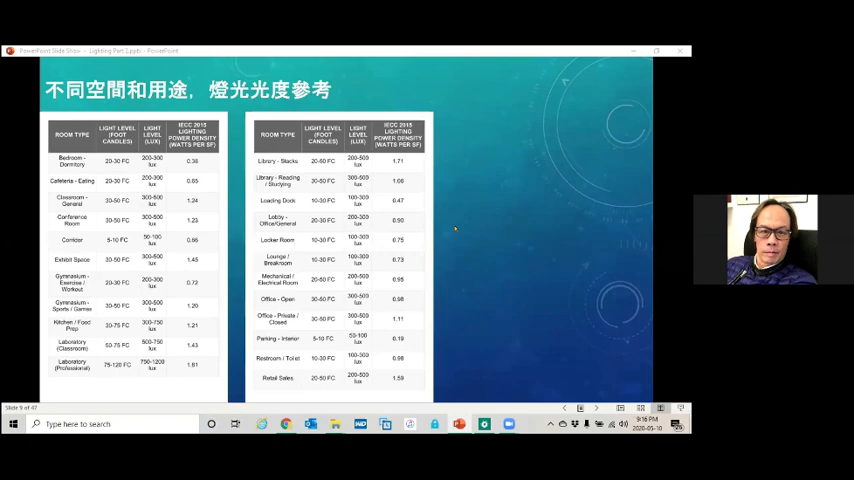 PowerPoint Slide Show - Lighting Part 2.pptx - PowerPoint
不同空間和用途，燈光光度參考
ROOM TYPE LIGHT LEVEL (FOOT CANDLES) LIGHT LEVEL (LUX) IECC 2015 LIGHTING POWER DENSITY (WATTS PER SF)
Bedroom - Dormitory 20-30 FC 200-300 lux 0.38
Cafeteria - Eating 20-30 FC 200-300 lux 0.65
Classroom - General 30-50 FC 300-500 lux 1.24
Conference Room 30-50 FC 300-500 lux 1.23
Corridor 5-10 FC 50-100 lux 0.66
Exhibit Space 30-50 FC 300-500 lux 1.45
Gymnasium - Exercise / Workout 20-30 FC 200-300 lux 0.72
Gymnasium - Sports / Games 30-50 FC 300-500 lux 1.20
Kitchen / Food Prep 30-75 FC 300-750 lux 1.21
Laboratory (Classroom) 50-75 FC 500-750 lux 1.43
Laboratory (Professional) 75-120 FC 750-1200 lux 1.81
ROOM TYPE LIGHT LEVEL (FOOT CANDLES) LIGHT LEVEL (LUX) IECC 2015 LIGHTING POWER DENSITY (WATTS PER SF)
Library - Stacks 20-50 FC 200-500 lux 1.71
Library - Reading / Studying 30-50 FC 300-500 lux 1.06
Loading Dock 10-30 FC 100-300 lux 0.47
Lobby - Office/General 20-30 FC 200-300 lux 0.90
Locker Room 10-30 FC 100-300 lux 0.75
Lounge / Breakroom 10-30 FC 100-300 lux 0.73
Mechanical / Electrical Room 20-50 FC 200-500 lux 0.95
Office - Open 30-50 FC 300-500 lux 0.98
Office - Private / Closed 30-50 FC 300-500 lux 1.11
Parking - Interior 5-10 FC 50-100 lux 0.19
Restroom / Toilet 10-30 FC 100-300 lux 0.98
Retail Sales 20-50 FC 200-500 lux 1.59
Slide 9 of 47
Type here to search
9:16 PM
2020-05-10